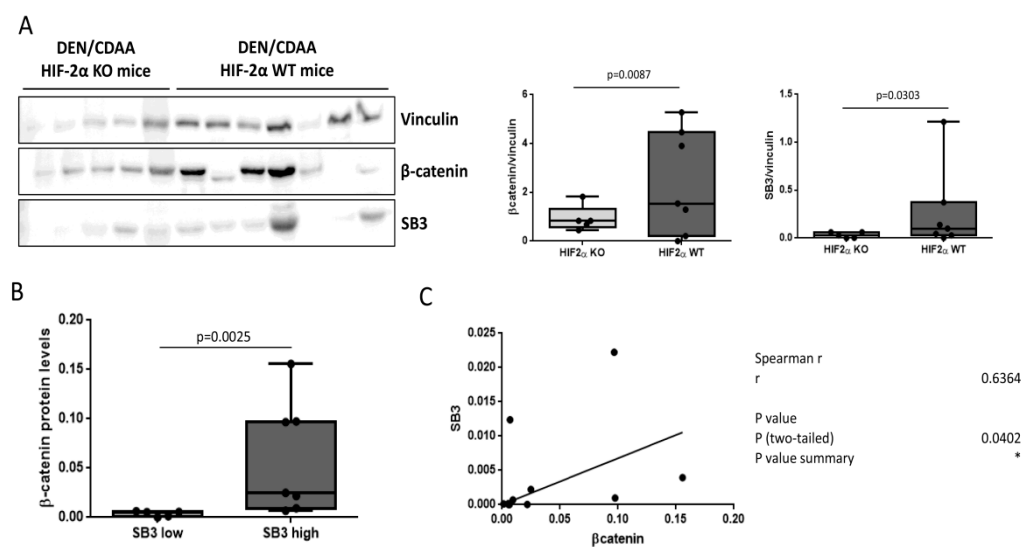 A
DEN/CDAA
HIF-2α KO mice
DEN/CDAA
HIF-2α WT mice
Vinculin
β-catenin
SB3
p=0.0087
βcatenin/vinculin
6
4
2
0
HIF2α KO
HIF2α WT
p=0.0303
SB3/vinculin
1.5
1.0
0.5
0.0
HIF2α KO
HIF2α WT
B
p=0.0025
β-catenin protein levels
0.20
0.15
0.10
0.05
0.00
SB3 low
SB3 high
C
SB3
0.025
0.020
0.015
0.010
0.005
0.000
0.00
0.05
0.10
0.15
0.20
βcatenin
Spearman r
r 0.6364
P value
P (two-tailed) 0.0402
P value summary *